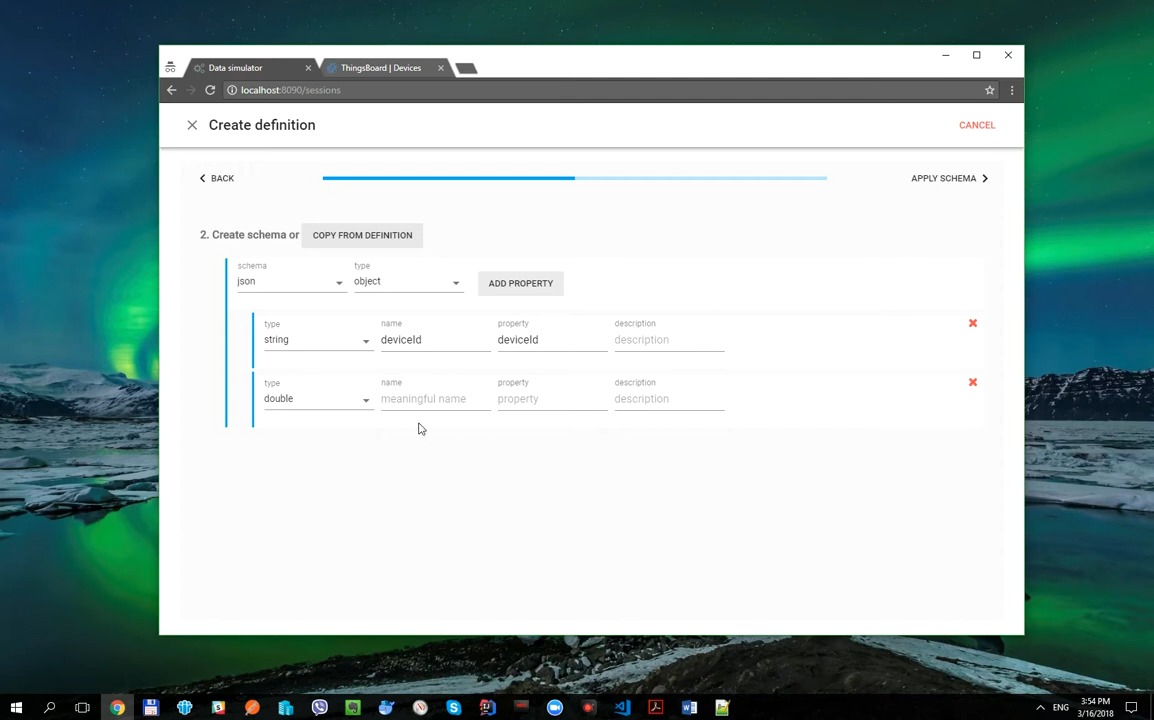 Data simulator
ThingsBoard | Devices
localhost:8090/sessions
Create definition
CANCEL
BACK
APPLY SCHEMA
2. Create schema or
COPY FROM DEFINITION
schema
type
json
object
ADD PROPERTY
type
name
property
description
string
deviceId
deviceId
description
type
name
property
description
double
meaningful name
property
description
ENG
3:54 PM
3/16/2018